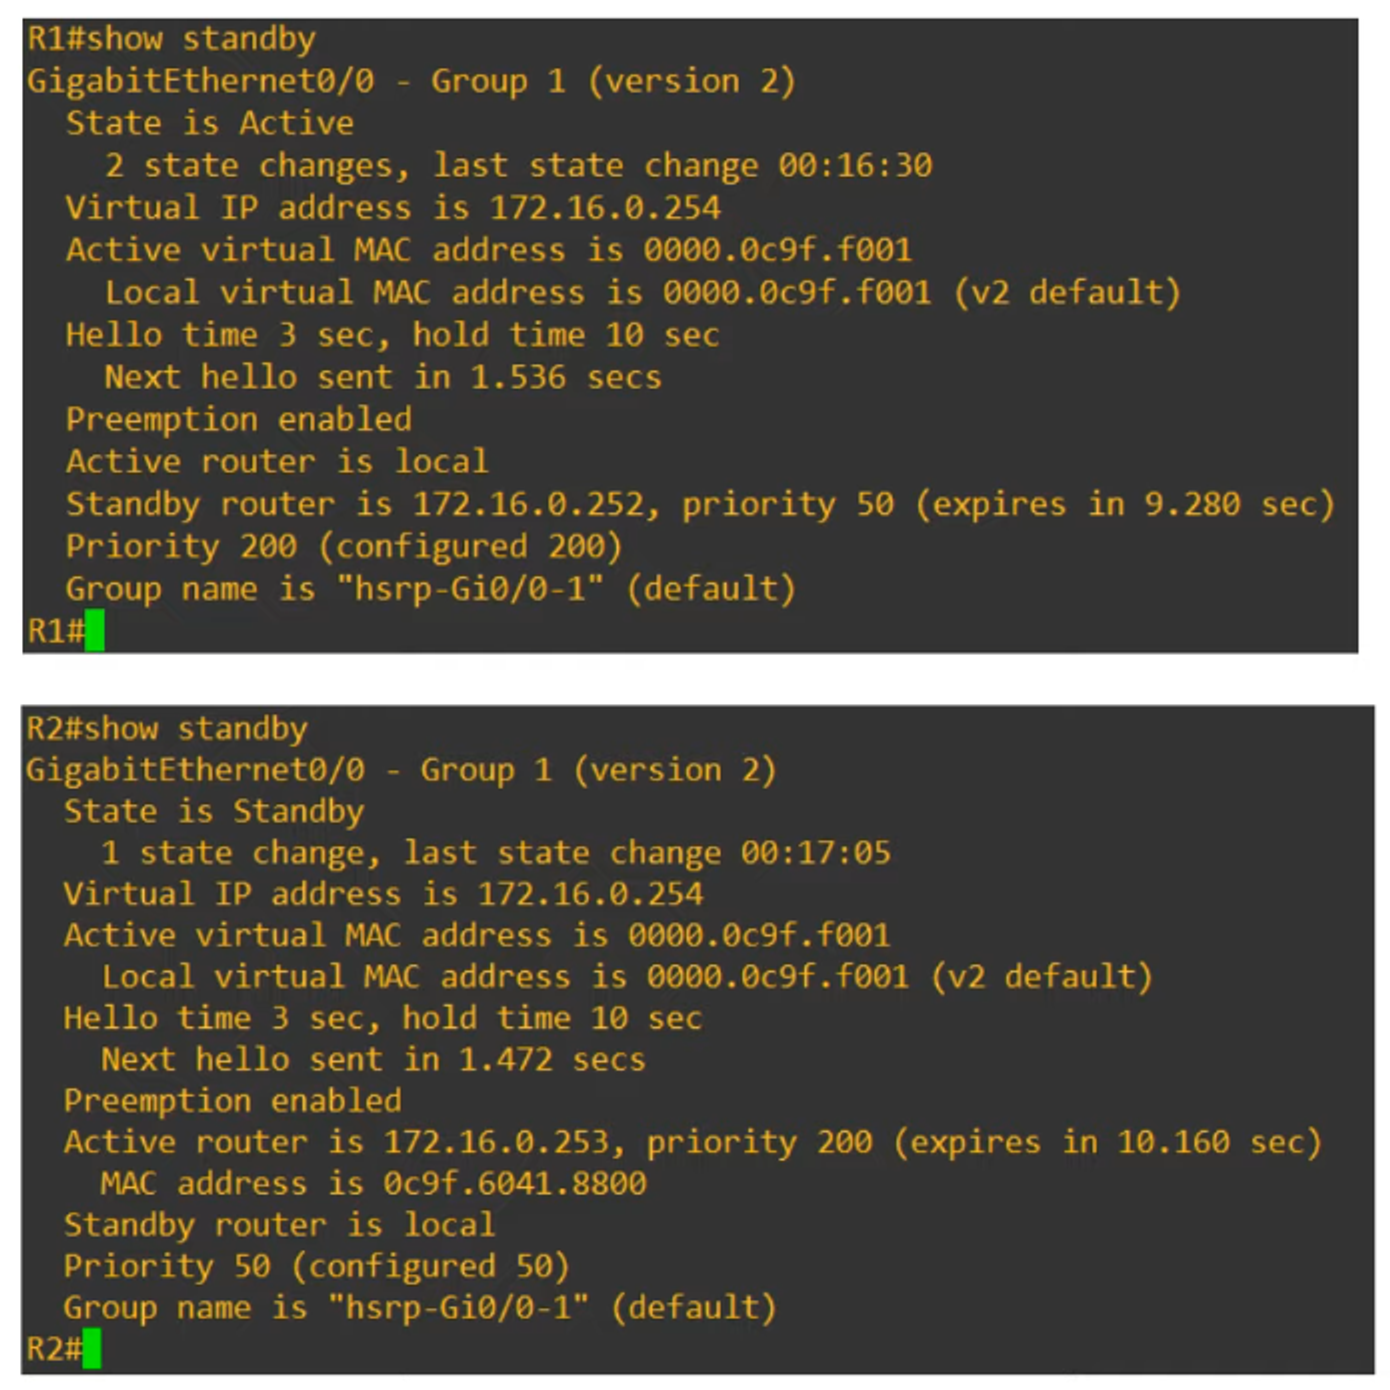 R1#show standby
GigabitEthernet0/0 - Group 1 (version 2)
  State is Active
    2 state changes, last state change 00:16:30
  Virtual IP address is 172.16.0.254
  Active virtual MAC address is 0000.0c9f.f001
    Local virtual MAC address is 0000.0c9f.f001 (v2 default)
  Hello time 3 sec, hold time 10 sec
    Next hello sent in 1.536 secs
  Preemption enabled
  Active router is local
  Standby router is 172.16.0.252, priority 50 (expires in 9.280 sec)
  Priority 200 (configured 200)
  Group name is "hsrp-Gi0/0-1" (default)
R1#
R2#show standby
GigabitEthernet0/0 - Group 1 (version 2)
  State is Standby
    1 state change, last state change 00:17:05
  Virtual IP address is 172.16.0.254
  Active virtual MAC address is 0000.0c9f.f001
    Local virtual MAC address is 0000.0c9f.f001 (v2 default)
  Hello time 3 sec, hold time 10 sec
    Next hello sent in 1.472 secs
  Preemption enabled
  Active router is 172.16.0.253, priority 200 (expires in 10.160 sec)
    MAC address is 0c9f.6041.8800
  Standby router is local
  Priority 50 (configured 50)
  Group name is "hsrp-Gi0/0-1" (default)
R2#